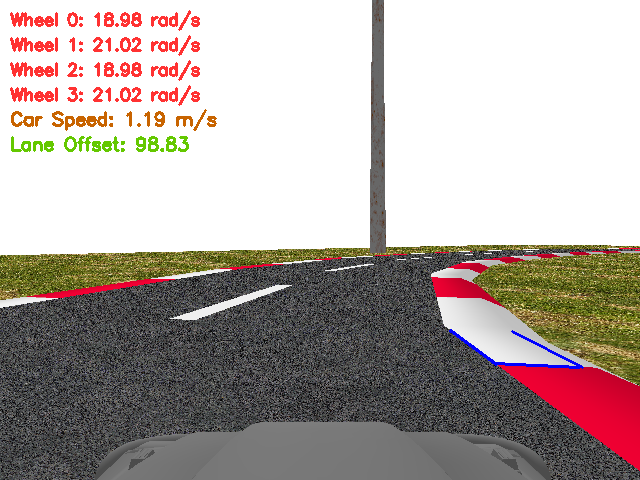 Wheel 0: 18.98 rad/s
Wheel 1: 21.02 rad/s
Wheel 2: 18.98 rad/s
Wheel 3: 21.02 rad/s
Car Speed: 1.19 m/s
Lane Offset: 98.83